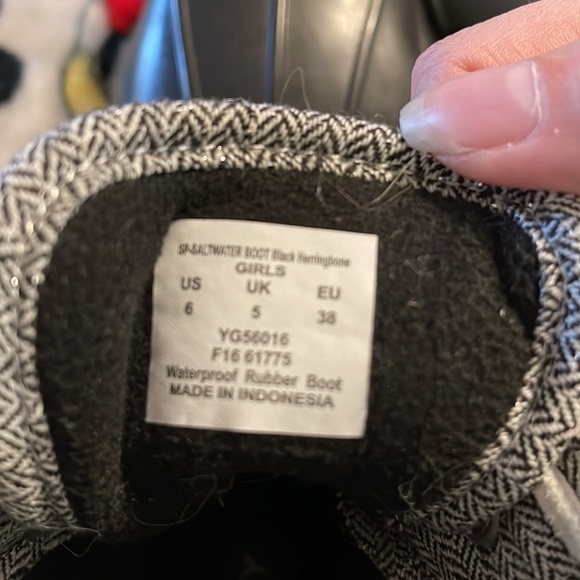 SP-SALTWATER BOOT Black Herringbone
GIRLS
US UK EU
6 5 38
YG56016
F16 61775
Waterproof Rubber Boot
MADE IN INDONESIA